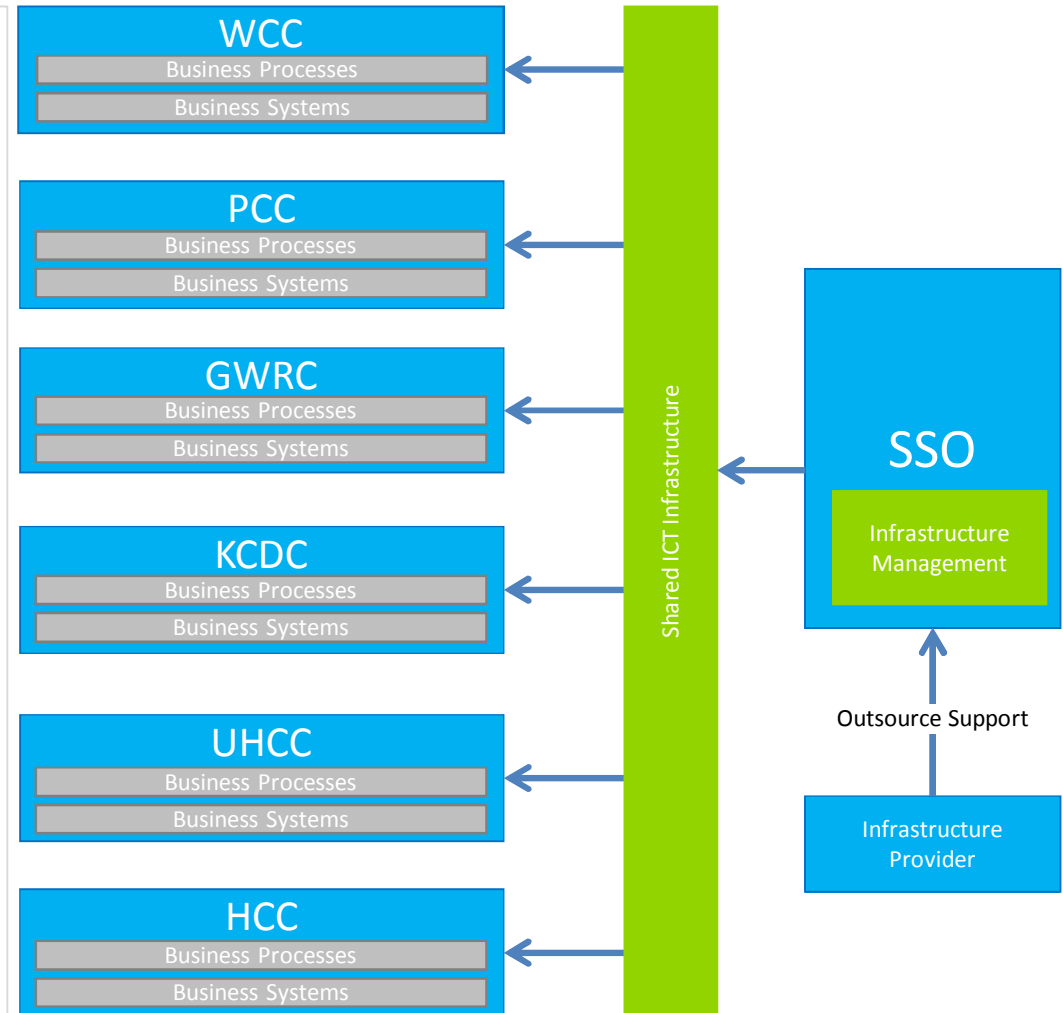 WCC
Business Processes
Business Systems
PCC
Business Processes
Business Systems
GWRC
Business Processes
Business Systems
KCDC
Business Processes
Business Systems
UHCC
Business Processes
Business Systems
HCC
Business Processes
Business Systems
Shared ICT Infrastructure
SSO
Infrastructure
Management
Outsource Support
Infrastructure
Provider